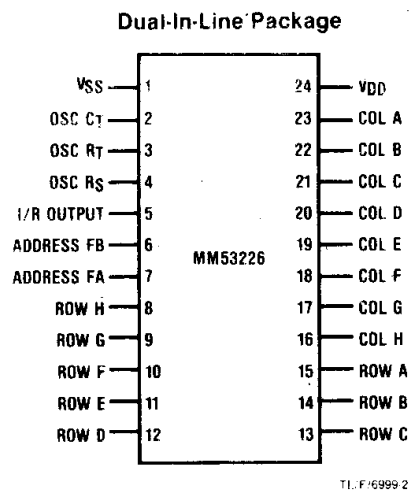 Dual-In-Line Package
VSS 1 24 VDD
OSC CT 2 23 COL A
OSC RT 3 22 COL B
OSC RS 4 21 COL C
I/R OUTPUT 5 20 COL D
ADDRESS FB 6 19 COL E
ADDRESS FA 7 18 COL F
MM53226
ROW H 8 17 COL G
ROW G 9 16 COL H
ROW F 10 15 ROW A
ROW E 11 14 ROW B
ROW D 12 13 ROW C
TL/F/6999-2